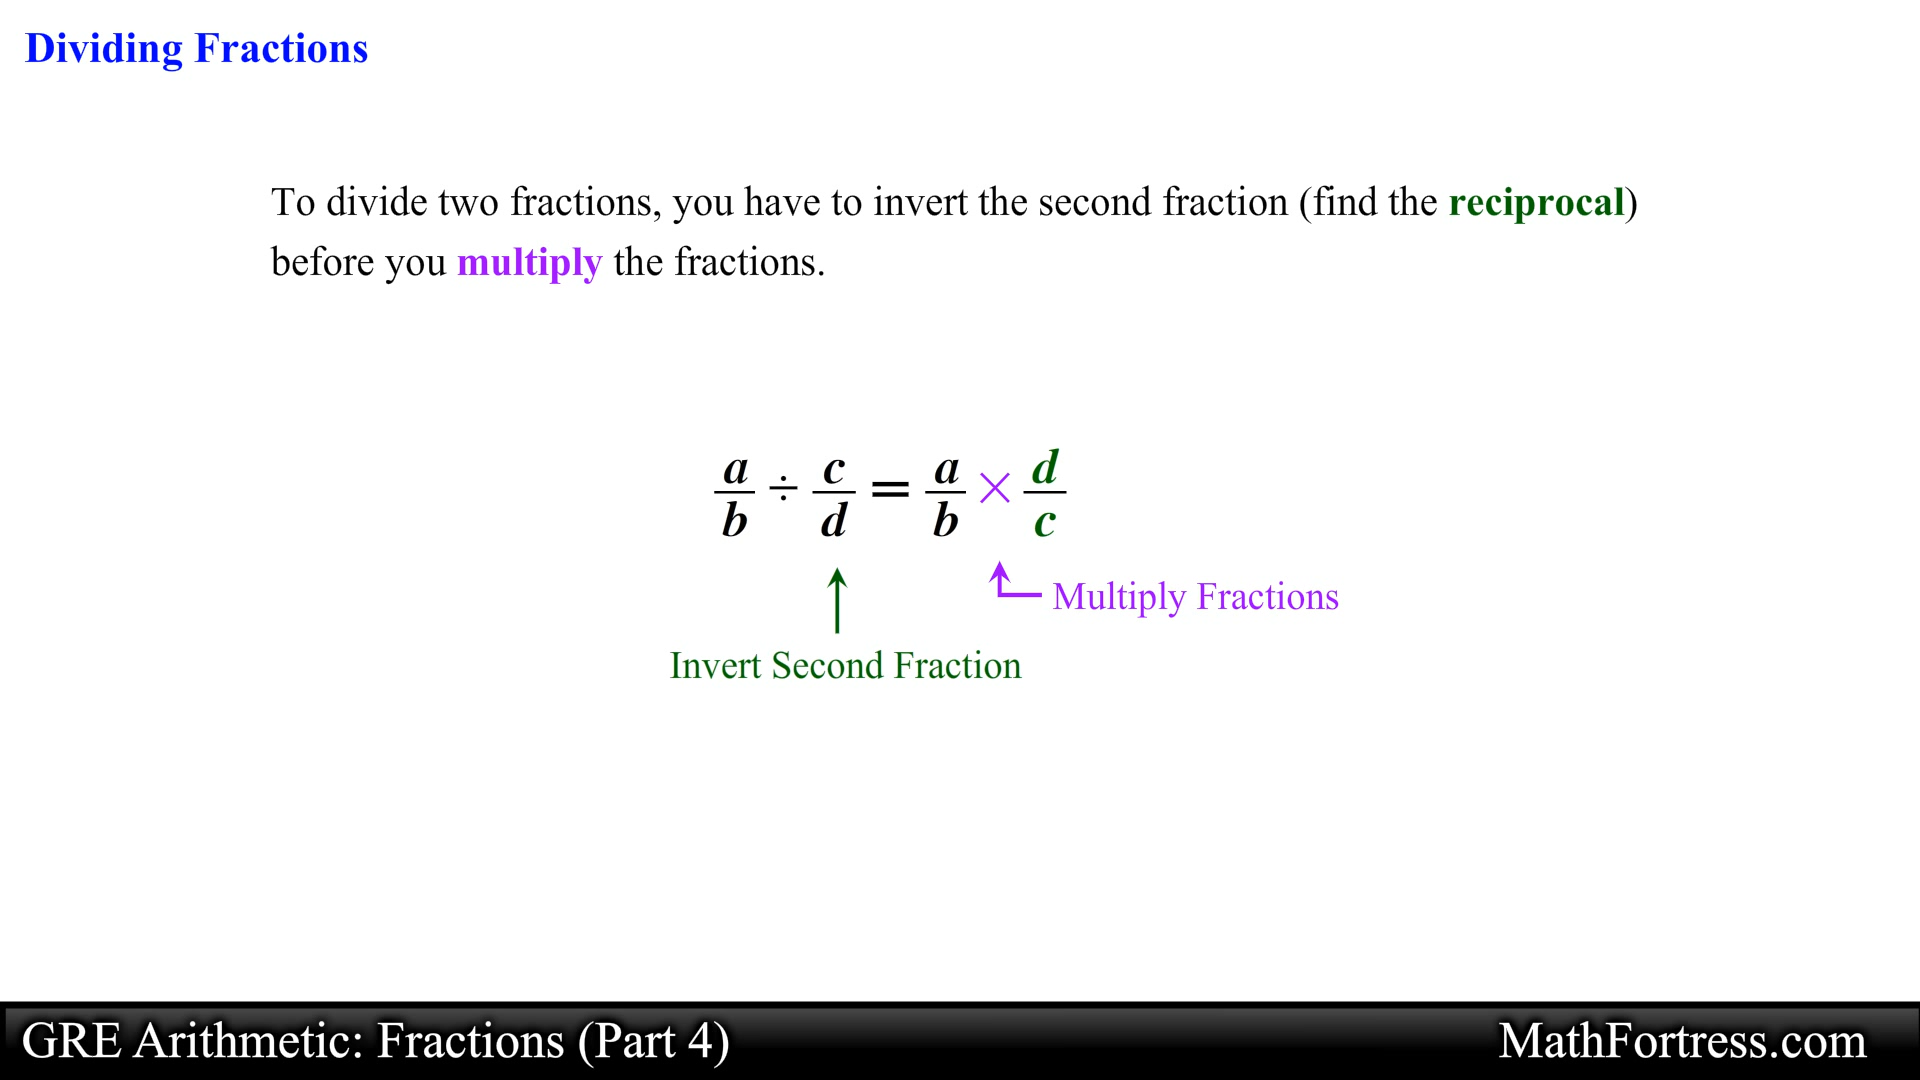 Dividing Fractions
To divide two fractions, you have to invert the second fraction (find the reciprocal)
before you multiply the fractions.
a/b ÷ c/d = a/b × d/c
Multiply Fractions
Invert Second Fraction
GRE Arithmetic: Fractions (Part 4)
MathFortress.com